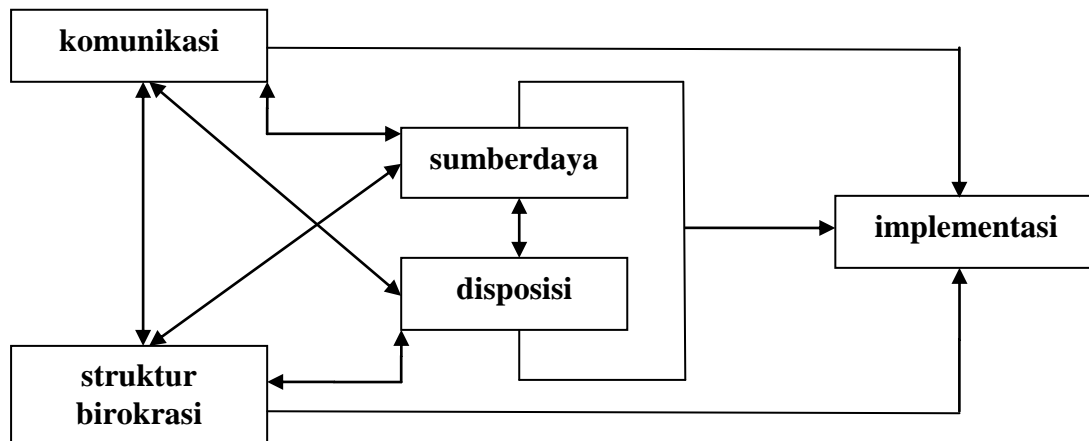 komunikasi
sumberdaya
implementasi
disposisi
struktur
birokrasi